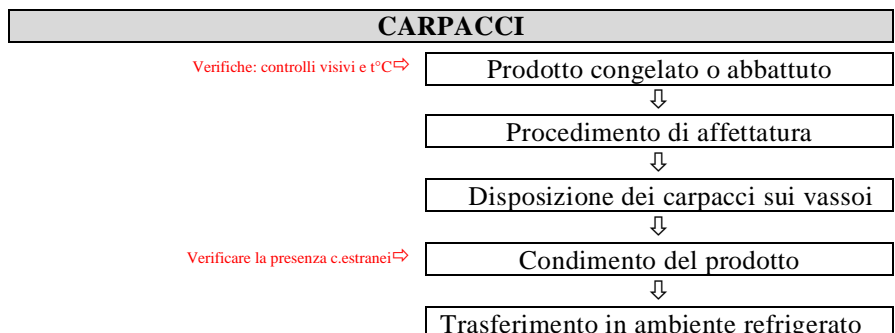 CARPACCI
Verifiche: controlli visivi e t°C⇨ Prodotto congelato o abbattuto
⇩
Procedimento di affettatura
⇩
Disposizione dei carpacci sui vassoi
⇩
Verificare la presenza c.estranei⇨ Condimento del prodotto
⇩
Trasferimento in ambiente refrigerato